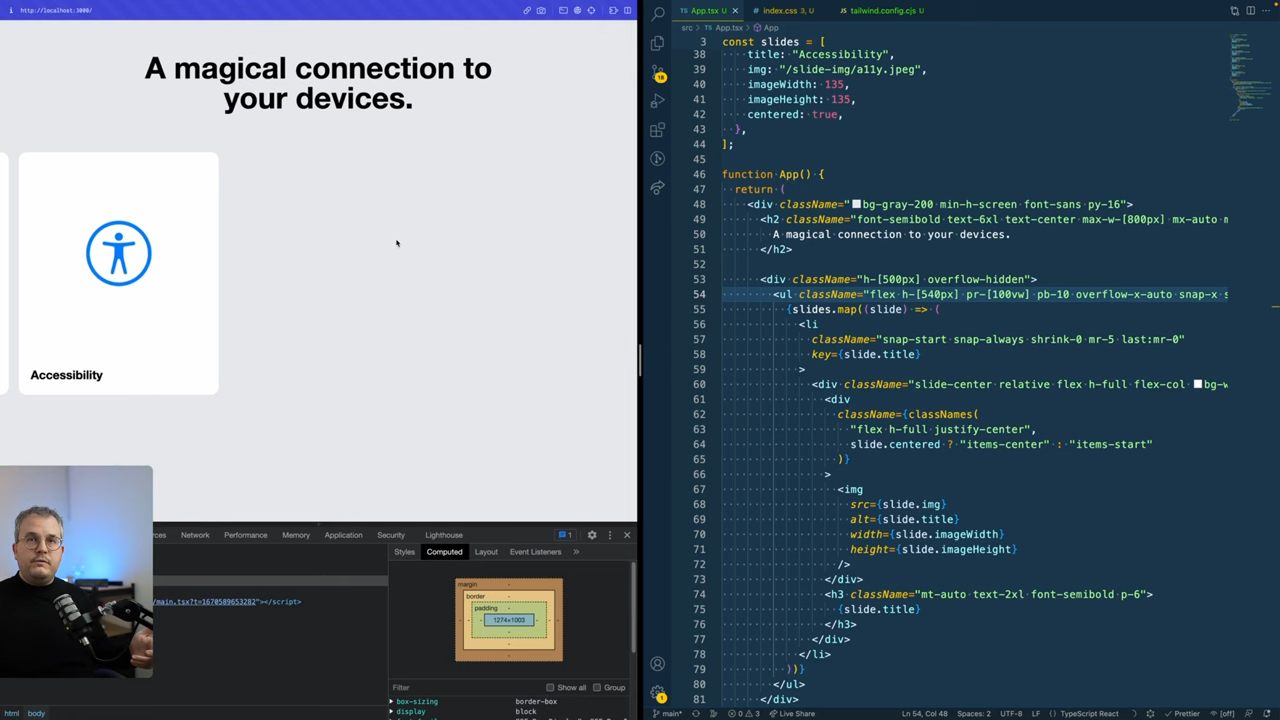 http://localhost:3000/
A magical connection to
your devices.
Accessibility
Network
Performance
Memory
Application
Security
Lighthouse
1
Styles
Computed
Layout
Event Listeners
»
/main.tsx?t=1670589653282"></script>
margin
-
border
-
padding
-
1274×1003
Filter
Show all
Group
box-sizing
border-box
display
block
html
body
App.tsx U
index.css 3, U
tailwind.config.cjs U
src > App.tsx > App
3 const slides = [
38 title: "Accessibility",
39 img: "/slide-img/a11y.jpeg",
40 imageWidth: 135,
41 imageHeight: 135,
42 centered: true,
43 },
44 ];
45
46 function App() {
47 return (
48 <div className="bg-gray-200 min-h-screen font-sans py-16">
49 <h2 className="font-semibold text-6xl text-center max-w-[800px] mx-auto m
50 A magical connection to your devices.
51 </h2>
52
53 <div className="h-[500px] overflow-hidden">
54 <ul className="flex h-[540px] pr-[100vw] pb-10 overflow-x-auto snap-x s
55 {slides.map((slide) => (
56 <li
57 className="snap-start snap-always shrink-0 mr-5 last:mr-0"
58 key={slide.title}
59 >
60 <div className="slide-center relative flex h-full flex-col bg-w
61 <div
62 className={classNames(
63 "flex h-full justify-center",
64 slide.centered ? "items-center" : "items-start"
65 )}
66 >
67 <img
68 src={slide.img}
69 alt={slide.title}
70 width={slide.imageWidth}
71 height={slide.imageHeight}
72 />
73 </div>
74 <h3 className="mt-auto text-2xl font-semibold p-6">
75 {slide.title}
76 </h3>
77 </div>
78 </li>
79 ))}
80 </ul>
81 </div>
18
1
main*
0 3
Live Share
Ln 54, Col 48
Spaces: 2
UTF-8
LF
TypeScript React
Prettier
[off]